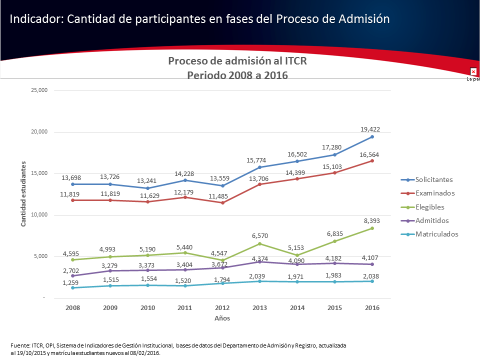 Indicador: Cantidad de participantes en fases del Proceso de Admisión
Proceso de admisión al ITCR
Periodo 2008 a 2016
25,000
20,000
15,000
10,000
5,000
-
Cantidad estudiantes
13,698 13,726 13,241 14,228 13,559 15,774 16,502 17,280 19,422
11,819 11,819 11,629 12,179 11,485 13,706 14,399 15,103 16,564
4,595 4,993 5,190 5,440 4,547 6,570 5,153 6,835 8,393
2,702 3,279 3,373 3,404 3,672 4,374 4,090 4,182 4,107
1,259 1,515 1,554 1,520 1,794 2,039 1,971 1,983 2,038
2008 2009 2010 2011 2012 2013 2014 2015 2016
Años
Solicitantes
Examinados
Elegibles
Admitidos
Matriculados
Fuente: ITCR, OPI, Sistema de Indicadores de Gestión Institucional, bases de datos del Departamento de Admisión y Registro, actualizada
al 19/10/2015 y matrícula estudiantes nuevos al 08/02/2016.